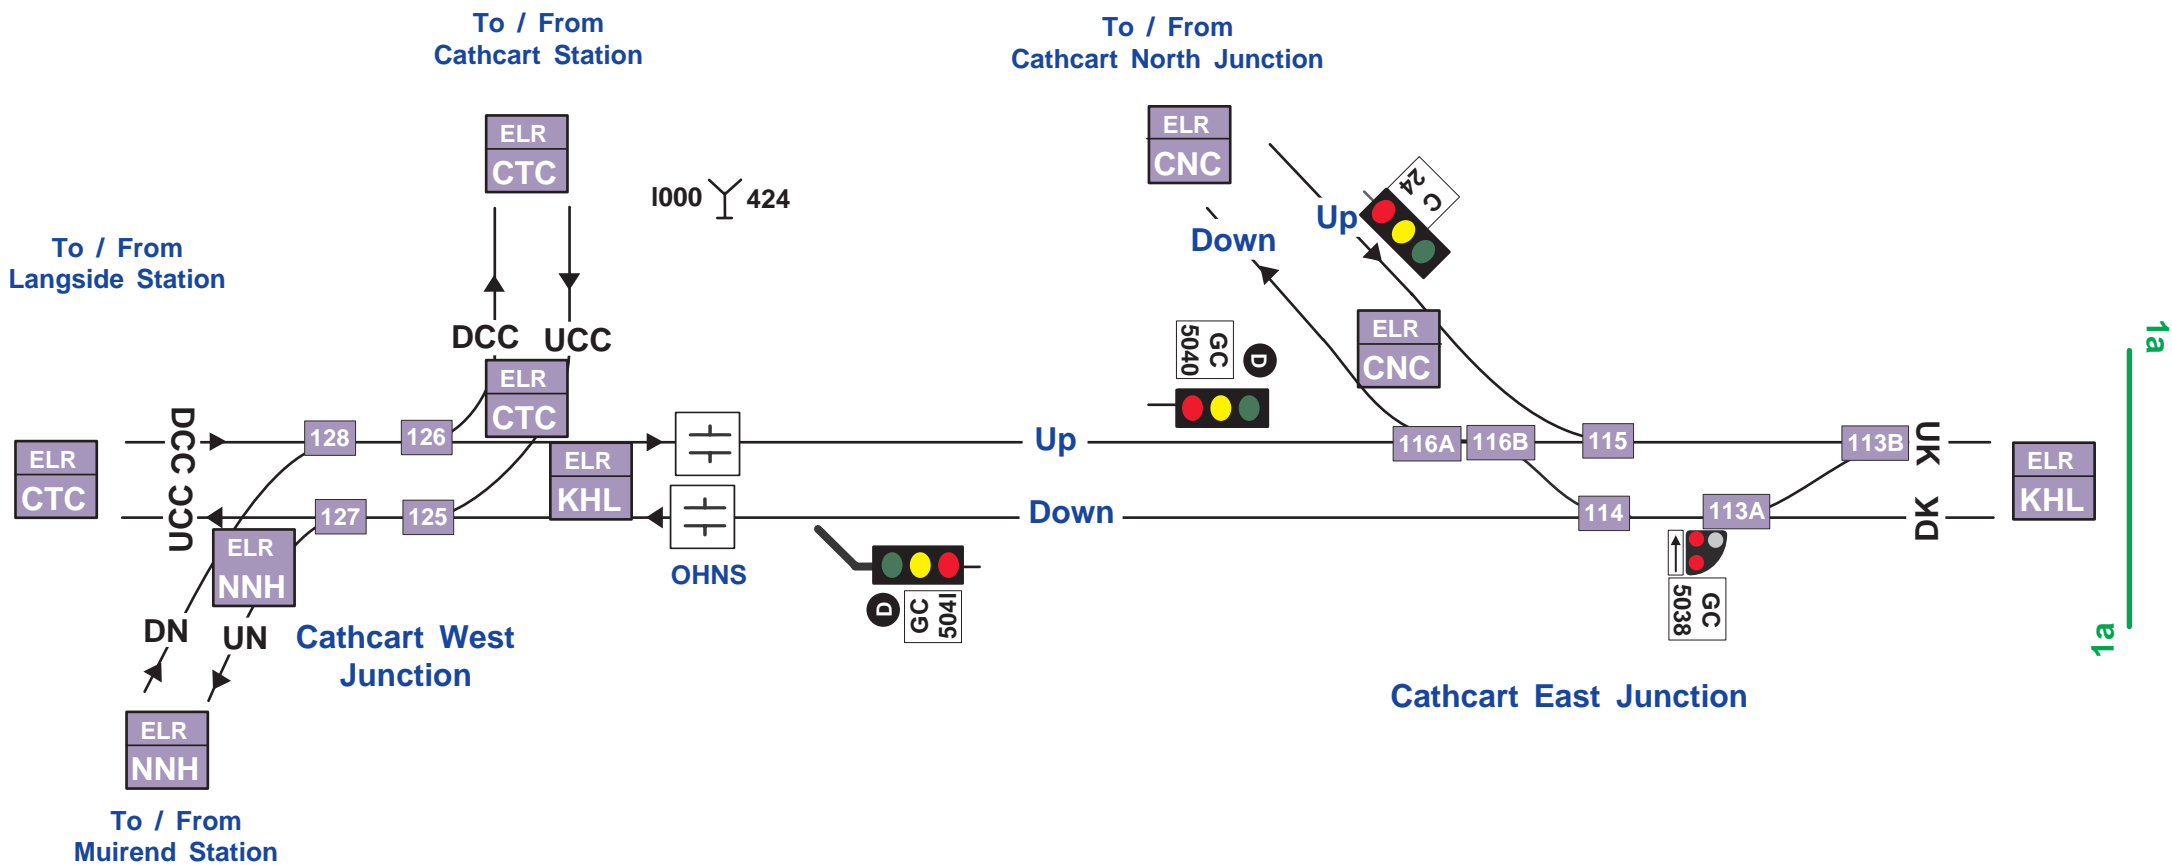 To / From
Cathcart Station
To / From
Cathcart North Junction
ELR
CTC
ELR
CNC
I000
424
C
24
Up
Down
To / From
Langside Station
DCC
UCC
GC
5040
D
ELR
CNC
1a
ELR
CTC
DCC
128
126
Up
116A
116B
115
113B
UK
ELR
CTC
ELR
KHL
ELR
KHL
UCC
127
125
Down
114
113A
DK
ELR
NNH
OHNS
D
GC
504I
GC
5038
DN
UN
Cathcart West
Junction
1a
Cathcart East Junction
ELR
NNH
To / From
Muirend Station